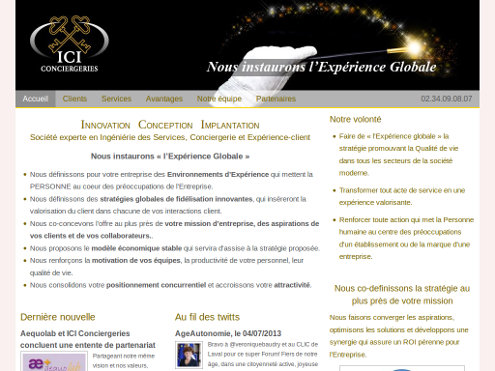 ICI
CONCIERGERIES
Nous instaurons l'Expérience Globale
Accueil Clients Services Avantages Notre équipe Partenaires 02.34.09.08.07
INNOVATION CONCEPTION IMPLANTATION
Société experte en Ingéniérie des Services, Conciergerie et Expérience-client
Nous instaurons « l'Expérience Globale »
Nous définissons pour votre entreprise des Environnements d'Expérience qui mettent la
PERSONNE au coeur des préoccupations de l'Entreprise.
Nous définissons des stratégies globales de fidélisation innovantes, qui inséreront la
valorisation du client dans chacune de vos interactions client.
Nous co-concevons l'offre au plus près de votre mission d'entreprise, des aspirations de
vos clients et de vos collaborateurs.
Nous proposons le modèle économique stable qui servira d'assise à la stratégie proposée.
Nous renforçons la motivation de vos équipes, la productivité de votre personnel, leur
qualité de vie.
Nous consolidons votre positionnement concurrentiel et accroissons votre attractivité.
Notre volonté
Faire de « l'Expérience globale » la
stratégie promouvant la Qualité de vie
dans tous les secteurs de la société
moderne.
Transformer tout acte de service en une
expérience valorisante.
Renforcer toute action qui met la Personne
humaine au centre des préoccupations
d'un établissement ou de la marque d'une
entreprise.
Nous co-definissons la stratégie au
plus près de votre mission
Nous faisons converger les aspirations,
optimisons les solutions et développons une
synergie qui assure un ROI pérenne pour
l'Entreprise.
Dernière nouvelle
Aequolab et ICI Conciergeries
concluent une entente de partenariat
Partageant notre même
vision et nos valeurs,
Au fil des twitts
AgeAutonomie, le 04/07/2013
Bravo à @veroniquebaudry et au CLIC de
Laval pour ce super Forum! Fiers de notre
âge, dans une citoyenneté active, joyeuse